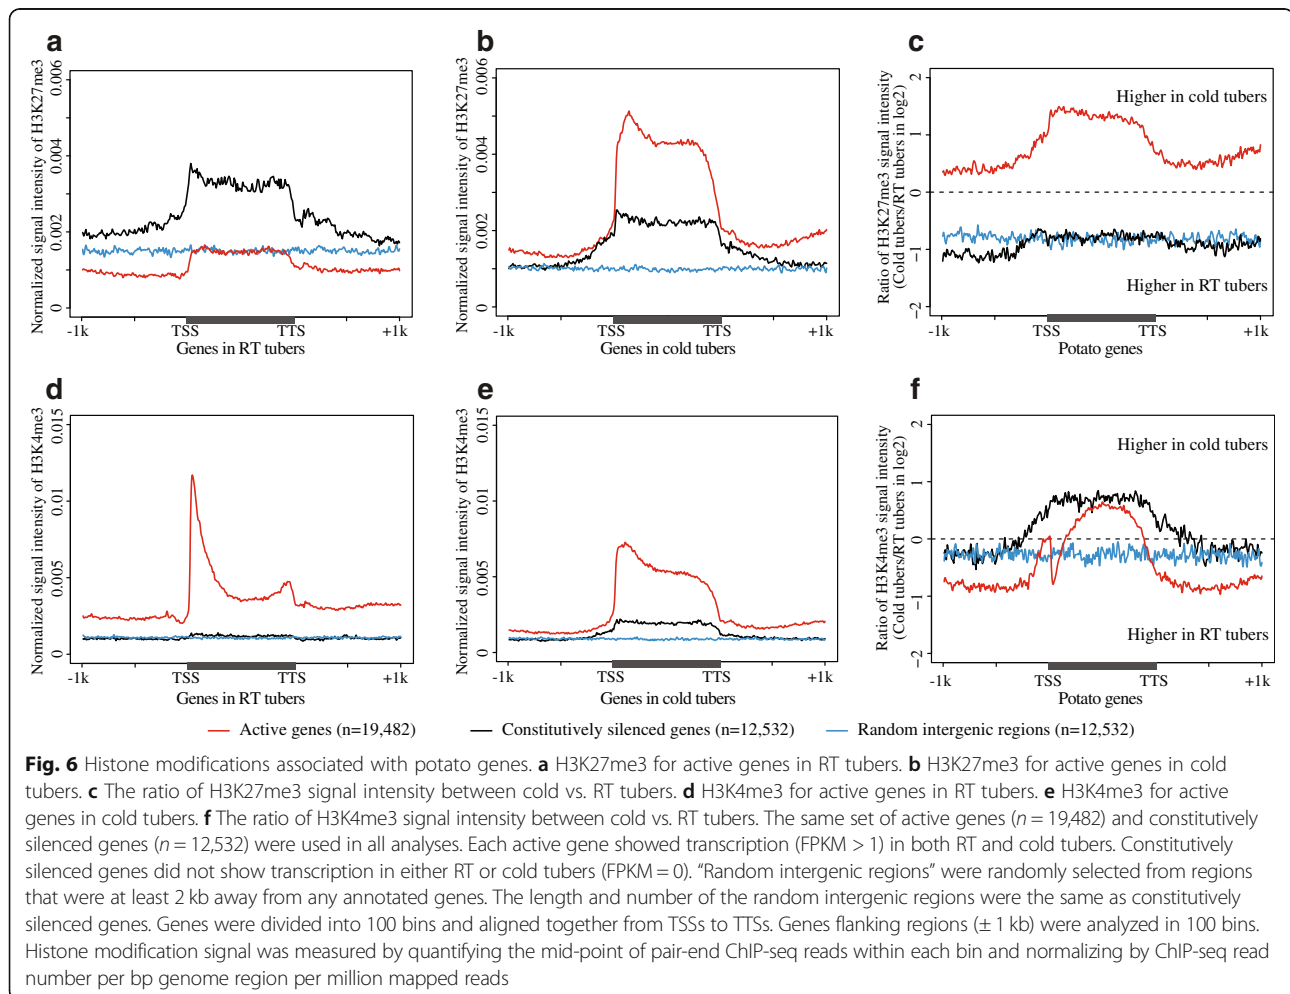 a
Normalized signal intensity of H3K27me3
0.006
0.004
0.002
0
-1k TSS TTS +1k
Genes in RT tubers
b
Normalized signal intensity of H3K27me3
0.006
0.004
0.002
0
-1k TSS TTS +1k
Genes in cold tubers
c
Ratio of H3K27me3 signal intensity
(Cold tubers/RT tubers in log2)
2
1
0
-1
-2
Higher in cold tubers
Higher in RT tubers
-1k TSS TTS +1k
Potato genes
d
Normalized signal intensity of H3K4me3
0.015
0.01
0.005
0
-1k TSS TTS +1k
Genes in RT tubers
e
Normalized signal intensity of H3K4me3
0.015
0.01
0.005
0
-1k TSS TTS +1k
Genes in cold tubers
f
Ratio of H3K4me3 signal intensity
(Cold tubers/RT tubers in log2)
2
1
0
-1
-2
Higher in cold tubers
Higher in RT tubers
-1k TSS TTS +1k
Potato genes
Active genes (n=19,482) Constitutively silenced genes (n=12,532) Random intergenic regions (n=12,532)
Fig. 6 Histone modifications associated with potato genes. a H3K27me3 for active genes in RT tubers. b H3K27me3 for active genes in cold
tubers. c The ratio of H3K27me3 signal intensity between cold vs. RT tubers. d H3K4me3 for active genes in RT tubers. e H3K4me3 for active
genes in cold tubers. f The ratio of H3K4me3 signal intensity between cold vs. RT tubers. The same set of active genes (n = 19,482) and constitutively
silenced genes (n = 12,532) were used in all analyses. Each active gene showed transcription (FPKM > 1) in both RT and cold tubers. Constitutively
silenced genes did not show transcription in either RT or cold tubers (FPKM = 0). “Random intergenic regions” were randomly selected from regions
that were at least 2 kb away from any annotated genes. The length and number of the random intergenic regions were the same as constitutively
silenced genes. Genes were divided into 100 bins and aligned together from TSSs to TTSs. Genes flanking regions (± 1 kb) were analyzed in 100 bins.
Histone modification signal was measured by quantifying the mid-point of pair-end ChIP-seq reads within each bin and normalizing by ChIP-seq read
number per bp genome region per million mapped reads